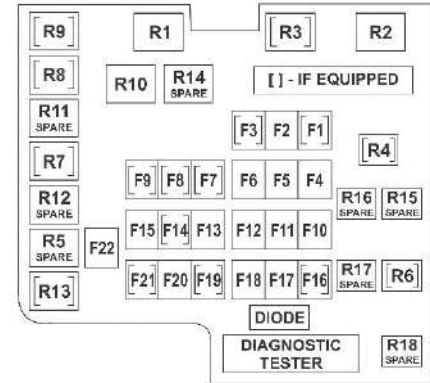 [R9] R1 [R3] R2
[R8] R10 R14 [ ] - IF EQUIPPED
SPARE
R11
SPARE
[F3] F2 [F1]
[R4]
[R7]
[F9] [F8] [F7] F6 F5 F4
R12
SPARE
R16 R15
SPARE SPARE
R5
SPARE
F22 F15 [F14] F13 F12 F11 F10
[R13] [F21] F20 [F19] F18 F17 [F16] R17 [R6]
SPARE
DIODE
DIAGNOSTIC
TESTER
R18
SPARE